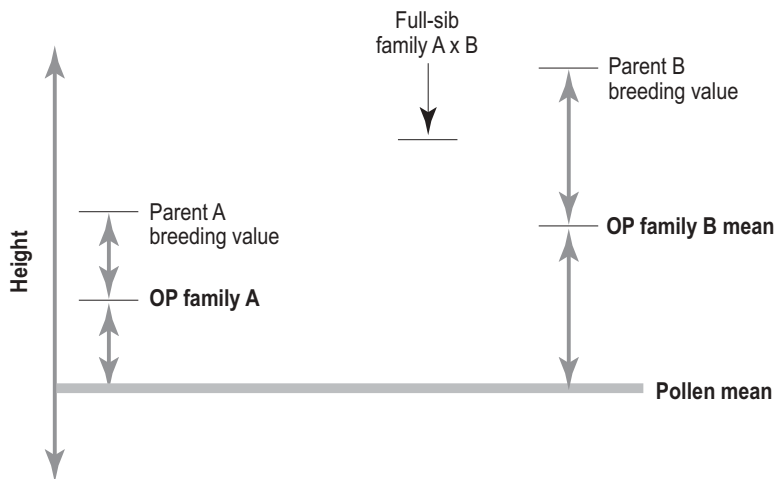 Full-sib
family A x B
Parent B
breeding value
Parent A
breeding value
OP family B mean
Height
OP family A
Pollen mean